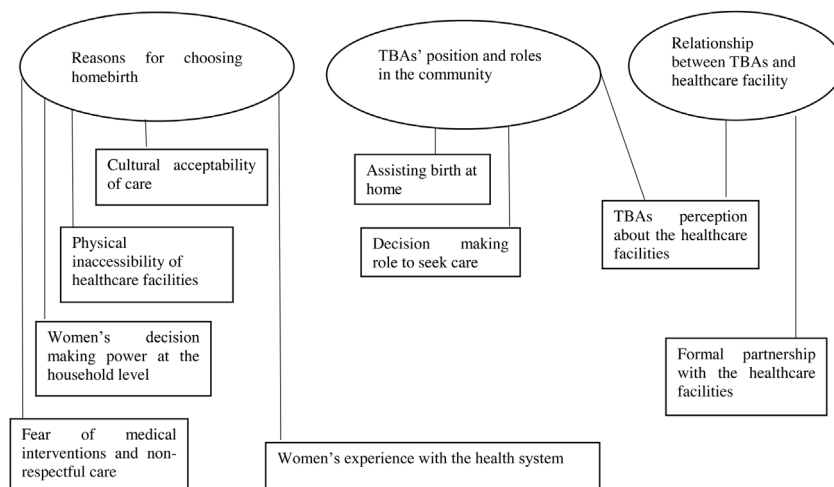 Reasons for choosing
homebirth
TBAs' position and roles
in the community
Relationship
between TBAs and
healthcare facility
Cultural acceptability
of care
Assisting birth at
home
Physical
inaccessibility of
healthcare facilities
Decision making
role to seek care
TBAs perception
about the healthcare
facilities
Women's decision
making power at the
household level
Formal partnership
with the healthcare
facilities
Fear of medical
interventions and non-
respectful care
Women's experience with the health system